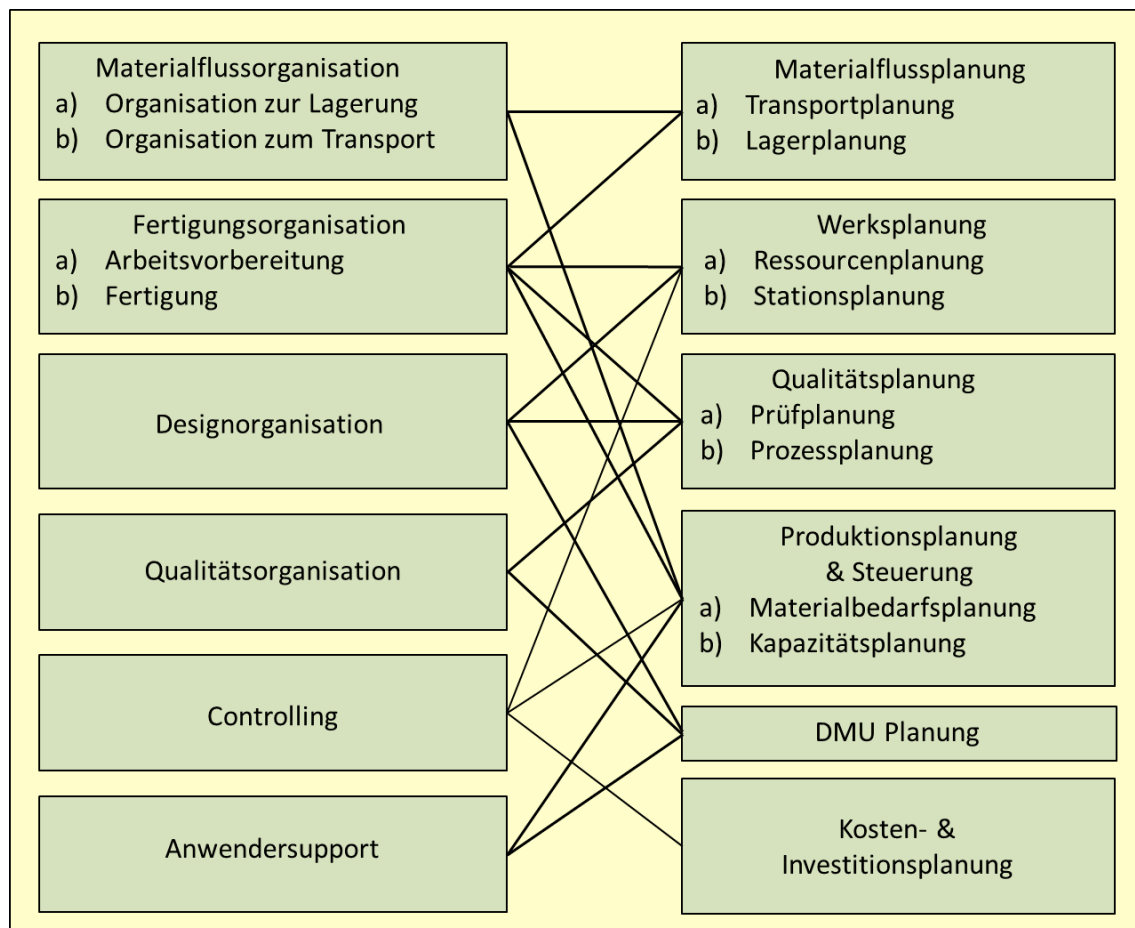 Materialflussorganisation
a) Organisation zur Lagerung
b) Organisation zum Transport
Fertigungsorganisation
a) Arbeitsvorbereitung
b) Fertigung
Designorganisation
Qualitätsorganisation
Controlling
Anwendersupport
Materialflussplanung
a) Transportplanung
b) Lagerplanung
Werksplanung
a) Ressourcenplanung
b) Stationsplanung
Qualitätsplanung
a) Prüfplanung
b) Prozessplanung
Produktionsplanung
& Steuerung
a) Materialbedarfsplanung
b) Kapazitätsplanung
DMU Planung
Kosten- &
Investitionsplanung